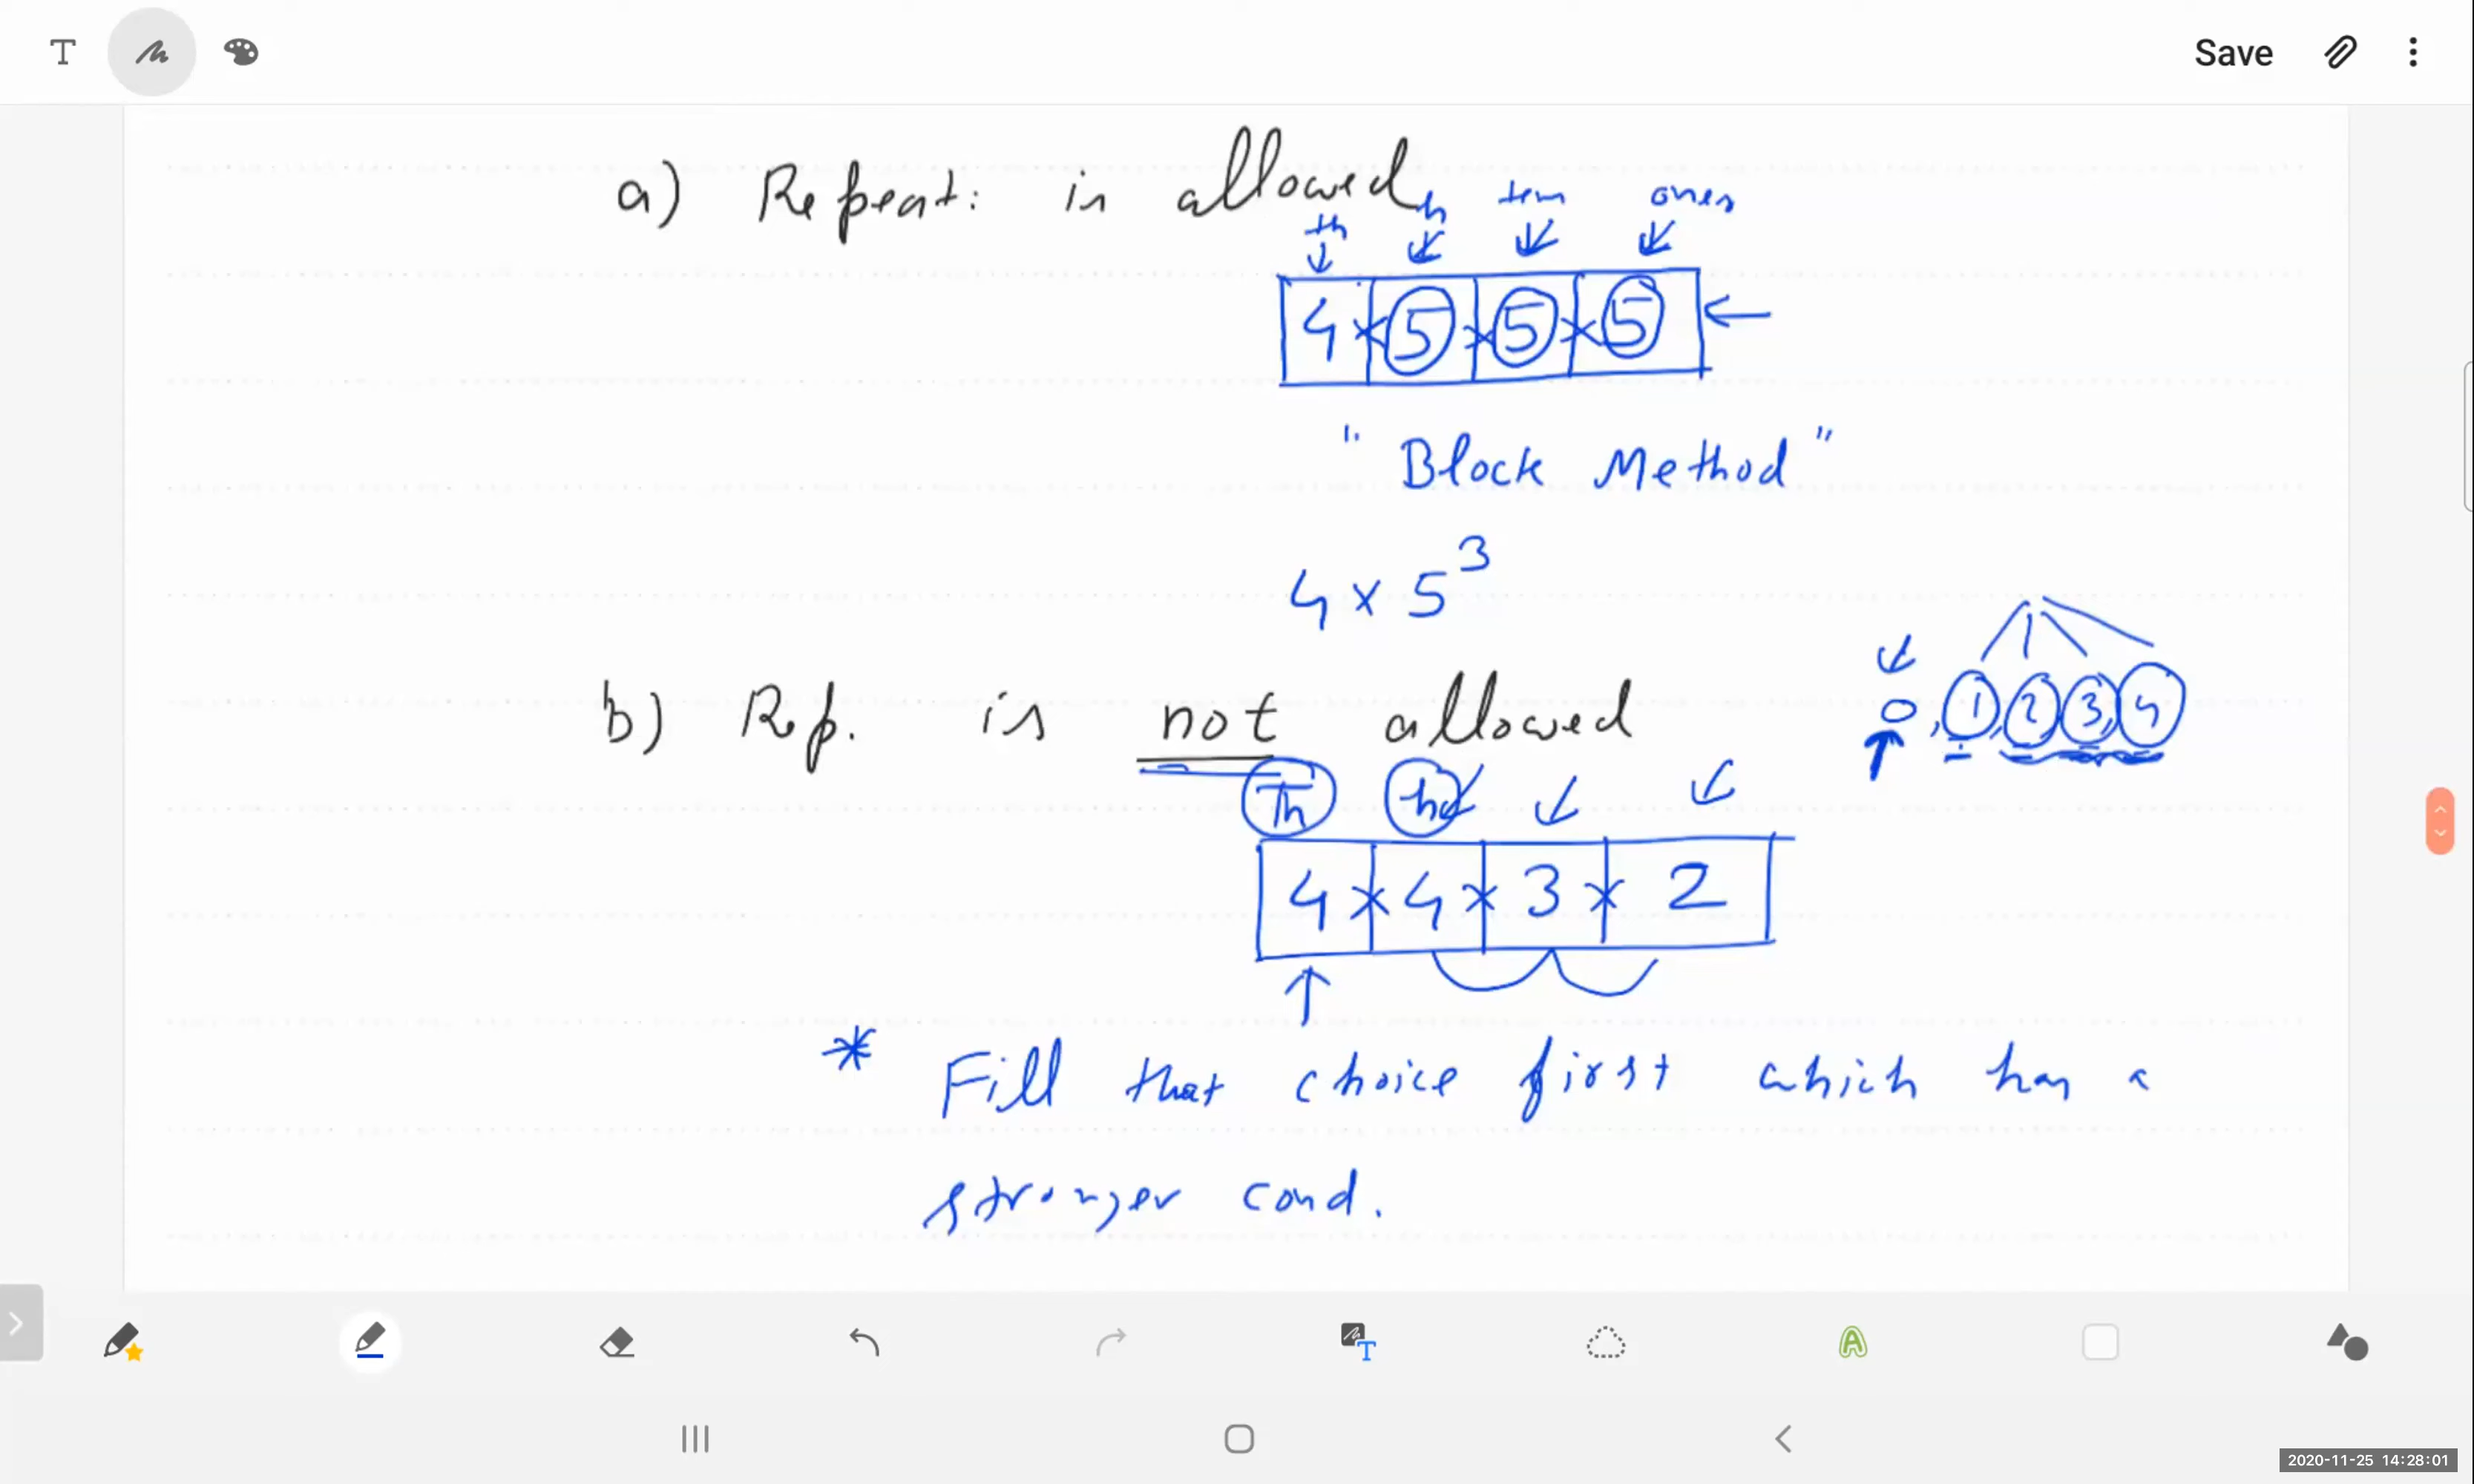 Save
a) Repeat: is allowed
th h ten ones
4 × 5 × 5 × 5
"Block Method"
4 × 5³
b) Rep. is not allowed
0, 1, 2, 3, 4
Th hd
4 × 4 × 3 × 2
* Fill that choice first which has a
stronger cond.
2020-11-25 14:28:01